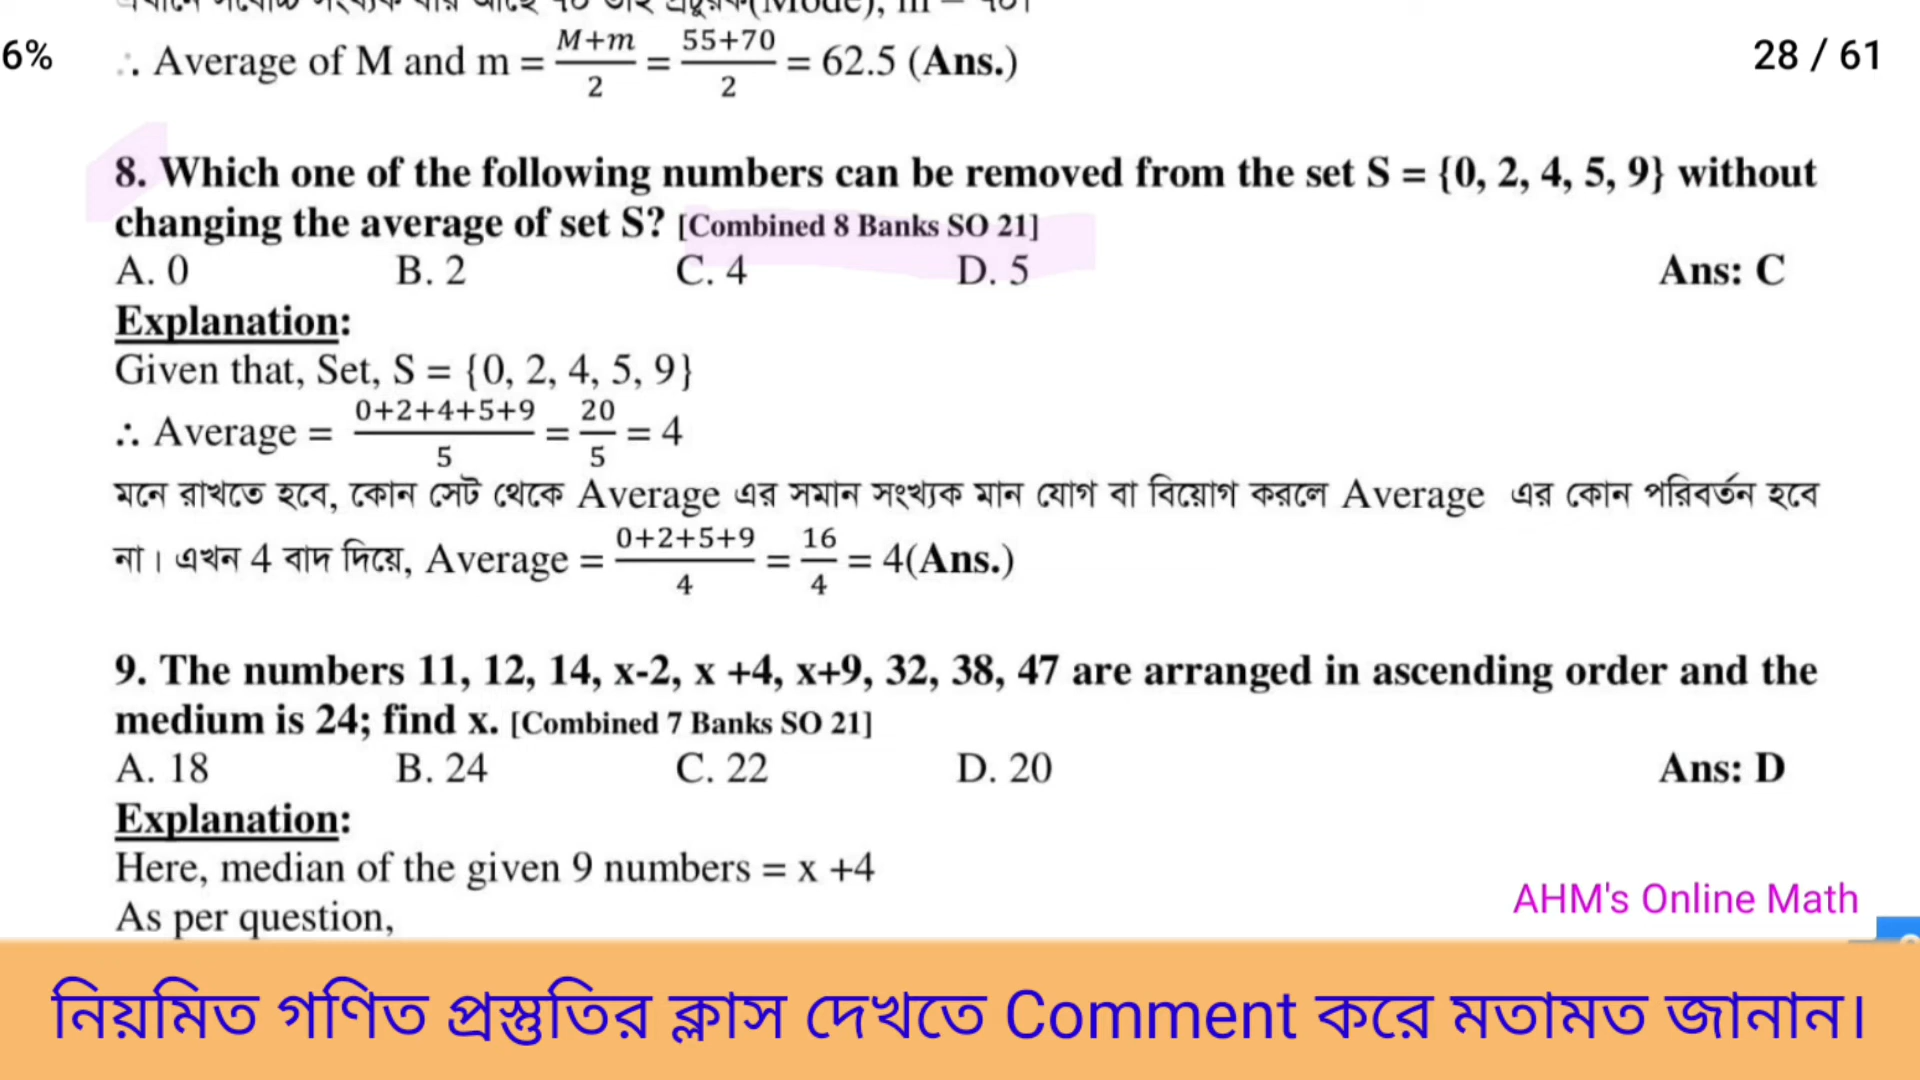 6%
28 / 61
∴ Average of M and m = \frac{M+m}{2} = \frac{55+70}{2} = 62.5 (Ans.)
8. Which one of the following numbers can be removed from the set S = {0, 2, 4, 5, 9} without
changing the average of set S? [Combined 8 Banks SO 21]
A. 0 B. 2 C. 4 D. 5 Ans: C
Explanation:
Given that, Set, S = {0, 2, 4, 5, 9}
∴ Average = \frac{0+2+4+5+9}{5} = \frac{20}{5} = 4
মনে রাখতে হবে, কোন সেট থেকে Average এর সমান সংখ্যক মান যোগ বা বিয়োগ করলে Average এর কোন পরিবর্তন হবে
না। এখন 4 বাদ দিয়ে, Average = \frac{0+2+5+9}{4} = \frac{16}{4} = 4(Ans.)
9. The numbers 11, 12, 14, x-2, x +4, x+9, 32, 38, 47 are arranged in ascending order and the
medium is 24; find x. [Combined 7 Banks SO 21]
A. 18 B. 24 C. 22 D. 20 Ans: D
Explanation:
Here, median of the given 9 numbers = x +4
As per question,
AHM's Online Math
নিয়মিত গণিত প্রস্তুতির ক্লাস দেখতে Comment করে মতামত জানান।